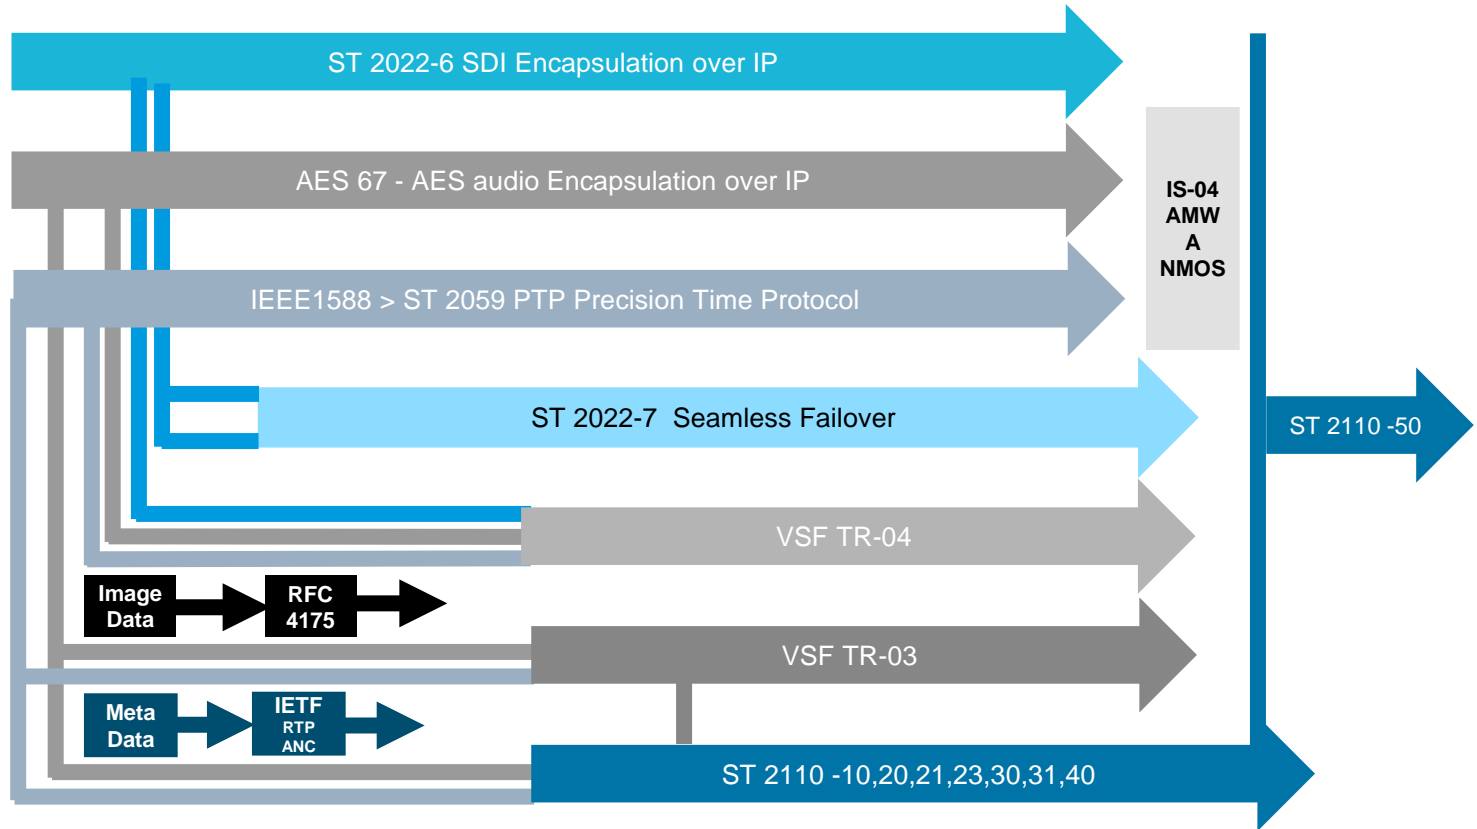 ST 2022-6 SDI Encapsulation over IP
AES 67 - AES audio Encapsulation over IP
IS-04
AMW
A
NMOS
IEEE1588 > ST 2059 PTP Precision Time Protocol
ST 2022-7 Seamless Failover
ST 2110 -50
VSF TR-04
Image
Data
RFC
4175
VSF TR-03
Meta
Data
IETF
RTP
ANC
ST 2110 -10,20,21,23,30,31,40